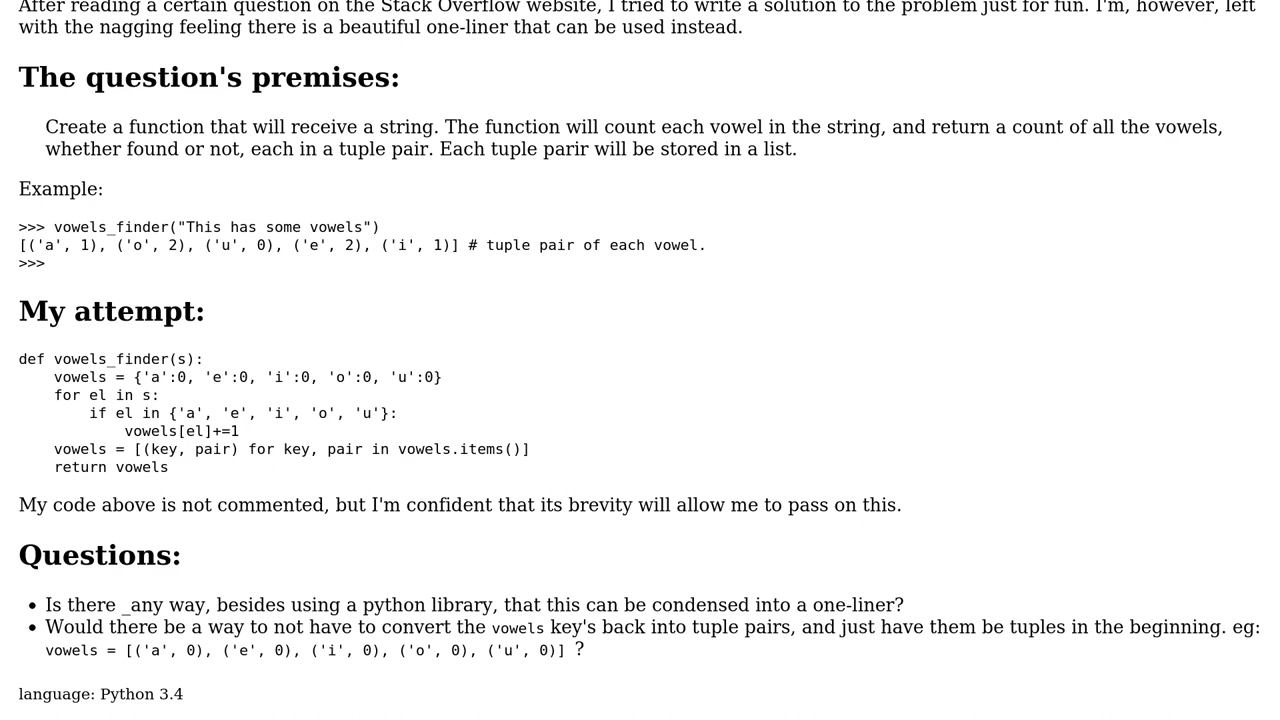 After reading a certain question on the Stack Overflow website, I tried to write a solution to the problem just for fun. I'm, however, left
with the nagging feeling there is a beautiful one-liner that can be used instead.
The question's premises:
Create a function that will receive a string. The function will count each vowel in the string, and return a count of all the vowels,
whether found or not, each in a tuple pair. Each tuple parir will be stored in a list.
Example:
>>> vowels_finder("This has some vowels")
[('a', 1), ('o', 2), ('u', 0), ('e', 2), ('i', 1)] # tuple pair of each vowel.
>>>
My attempt:
def vowels_finder(s):
    vowels = {'a':0, 'e':0, 'i':0, 'o':0, 'u':0}
    for el in s:
        if el in {'a', 'e', 'i', 'o', 'u'}:
            vowels[el]+=1
    vowels = [(key, pair) for key, pair in vowels.items()]
    return vowels
My code above is not commented, but I'm confident that its brevity will allow me to pass on this.
Questions:
• Is there _any way, besides using a python library, that this can be condensed into a one-liner?
• Would there be a way to not have to convert the vowels key's back into tuple pairs, and just have them be tuples in the beginning. eg:
vowels = [('a', 0), ('e', 0), ('i', 0), ('o', 0), ('u', 0)] ?
language: Python 3.4